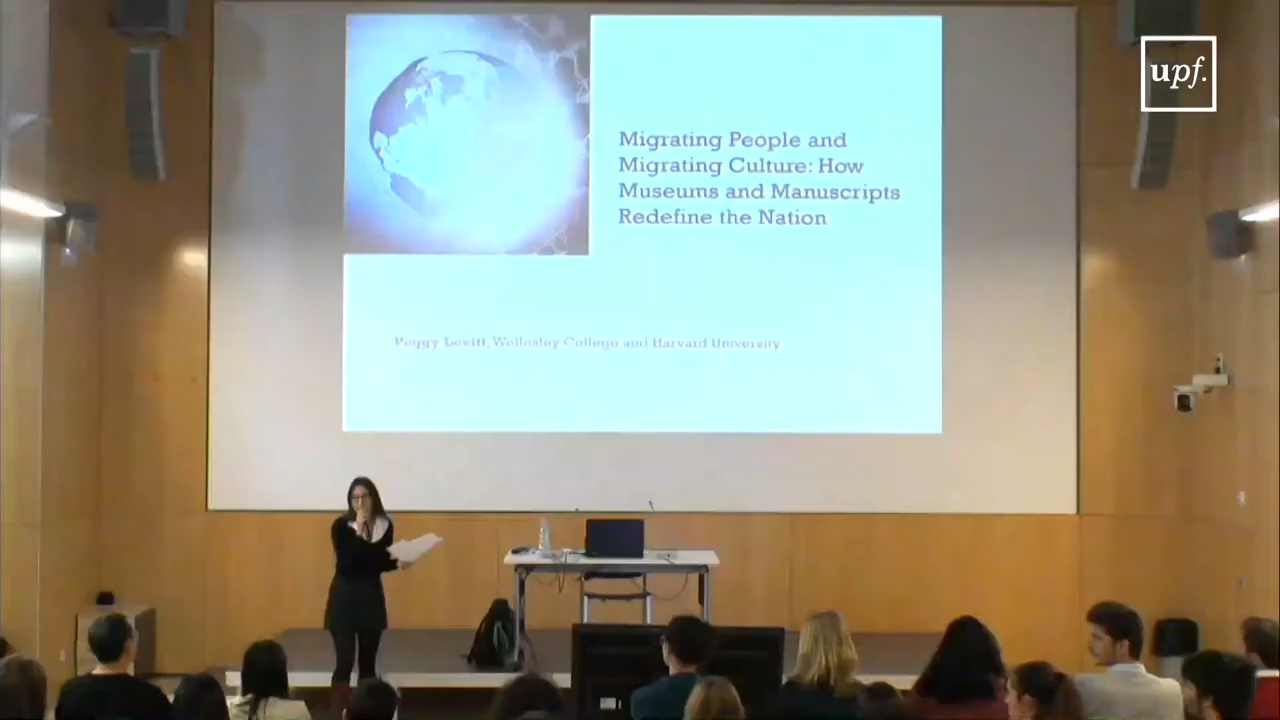 upf.
Migrating People and
Migrating Culture: How
Museums and Manuscripts
Redefine the Nation
Peggy Levitt, Wellesley College and Harvard University